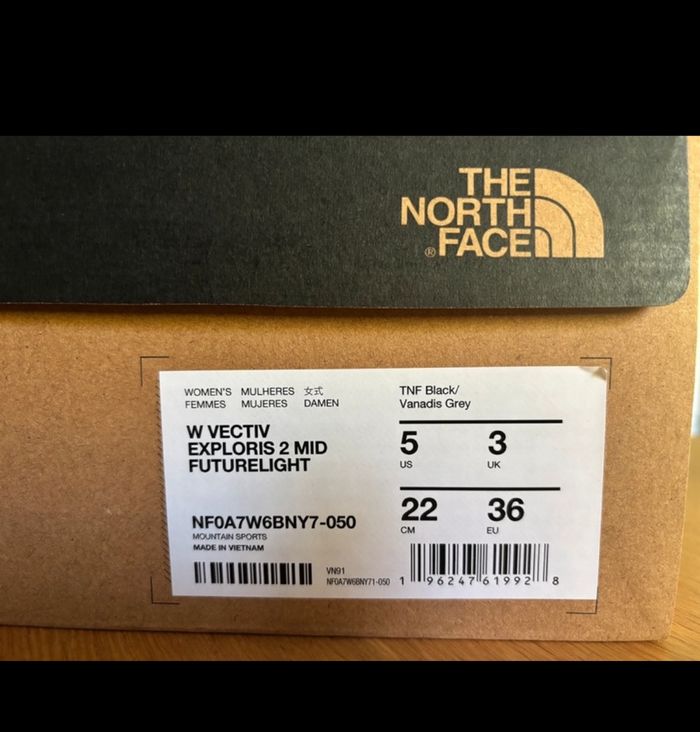 THE
NORTH
® FACE
WOMEN'S MULHERES 女式
FEMMES MUJERES DAMEN
W VECTIV
EXPLORIS 2 MID
FUTURELIGHT
NF0A7W6BNY7-050
MOUNTAIN SPORTS
MADE IN VIETNAM
VN91
NF0A7W6BNY71-050
TNF Black/
Vanadis Grey
5 3
US UK
22 36
CM EU
1 96247 61992 8